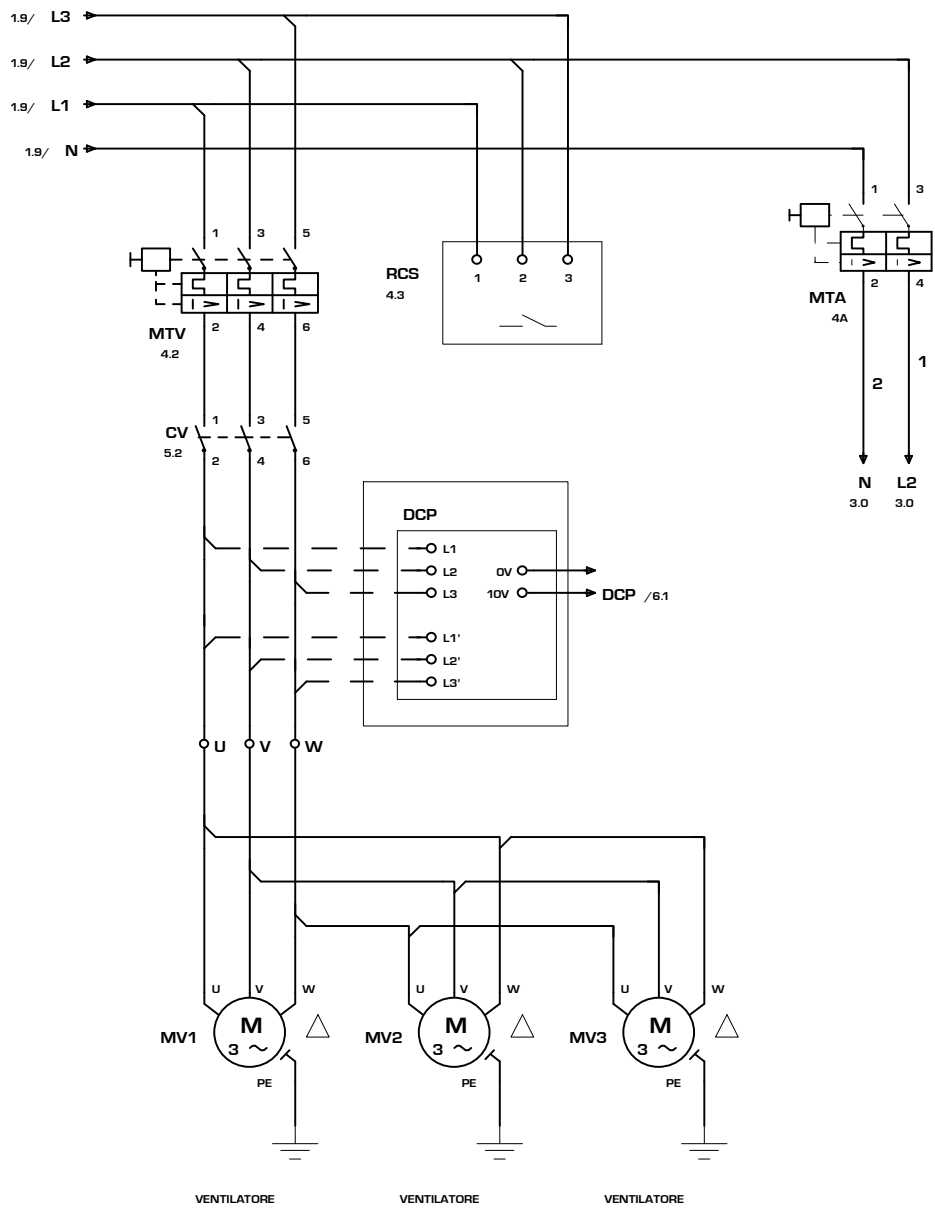 1.9/ L3
1.9/ L2
1.9/ L1
1.9/ N
1 3
1 3 5
RCS
4.3
1 2 3
2 4
MTA
4A
MTV
4.2
2 4 6
1
2
CV
5.2
1 3 5
2 4 6
N L2
3.0 3.0
DCP
L1
L2 0V
L3 10V DCP /6.1
L1'
L2'
L3'
U V W
U V W U V W U V W
MV1 M 3 MV2 M 3 MV3 M 3
PE PE PE
VENTILATORE VENTILATORE VENTILATORE